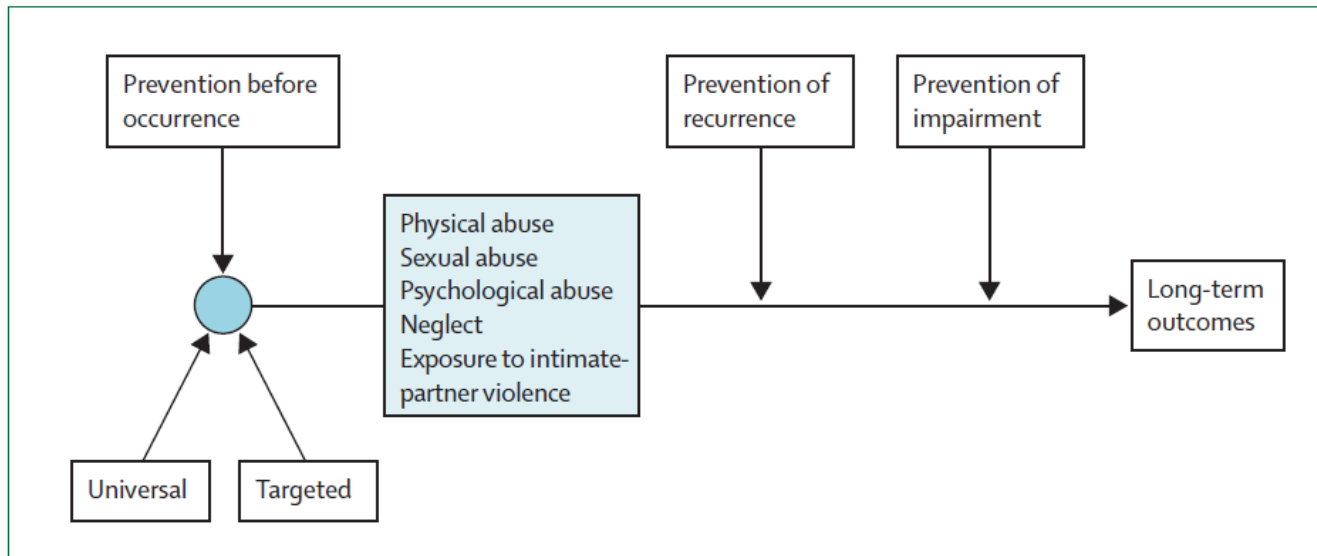 Prevention before
occurrence
Prevention of
recurrence
Prevention of
impairment
Physical abuse
Sexual abuse
Psychological abuse
Neglect
Exposure to intimate-
partner violence
Long-term
outcomes
Universal
Targeted